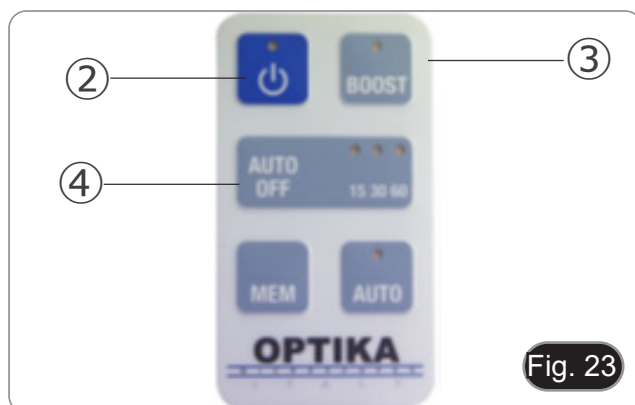 ②
③
BOOST
④
AUTO
OFF
15 30 60
MEM
AUTO
OPTIKA
I T A L Y
Fig. 23